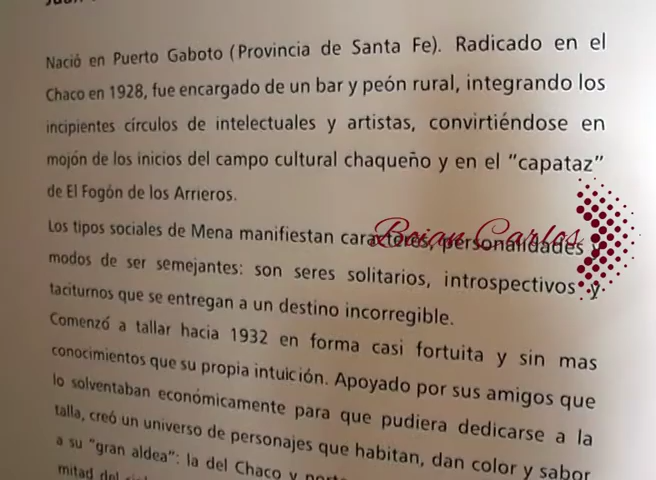 Nació en Puerto Gaboto (Provincia de Santa Fe). Radicado en el
Chaco en 1928, fue encargado de un bar y peón rural, integrando los
incipientes círculos de intelectuales y artistas, convirtiéndose en
mojón de los inicios del campo cultural chaqueño y en el "capataz"
de El Fogón de los Arrieros.
Los tipos sociales de Mena manifiestan caracteres, personalidades y
Boian Carlos
modos de ser semejantes: son seres solitarios, introspectivos y
taciturnos que se entregan a un destino incorregible.
Comenzó a tallar hacia 1932 en forma casi fortuita y sin mas
conocimientos que su propia intuición. Apoyado por sus amigos que
lo solventaban económicamente para que pudiera dedicarse a la
talla, creó un universo de personajes que habitan, dan color y sabor
a su "gran aldea": la del Chaco y
mitad del